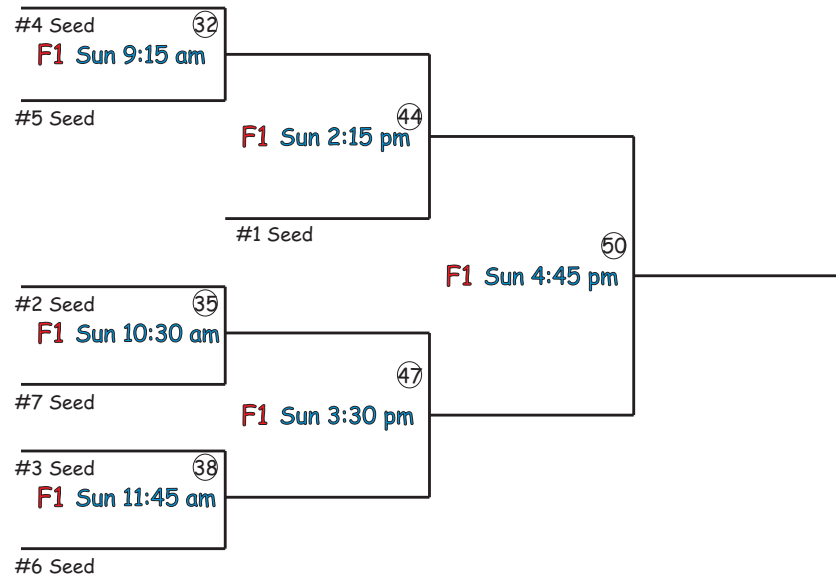 #4 Seed 32
F1 Sun 9:15 am
#5 Seed
44
F1 Sun 2:15 pm
#1 Seed
50
F1 Sun 4:45 pm
#2 Seed 35
F1 Sun 10:30 am
#7 Seed
47
F1 Sun 3:30 pm
#3 Seed 38
F1 Sun 11:45 am
#6 Seed